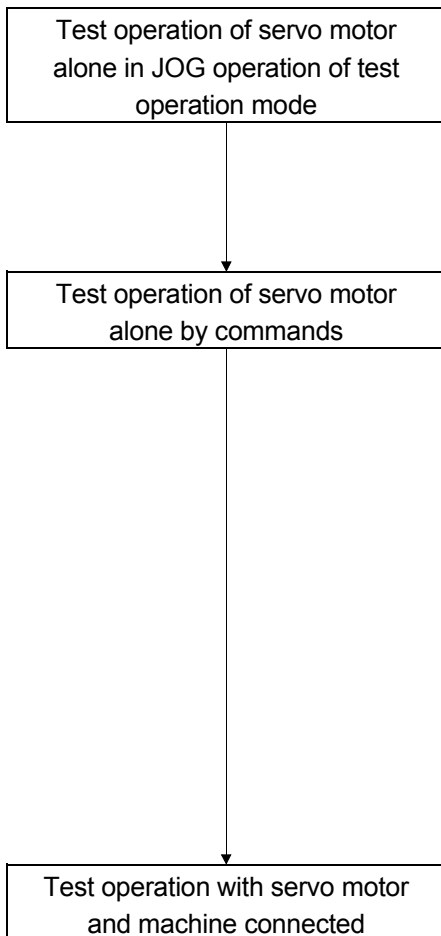 Test operation of servo motor
alone in JOG operation of test
operation mode
Test operation of servo motor
alone by commands
Test operation with servo motor
and machine connected